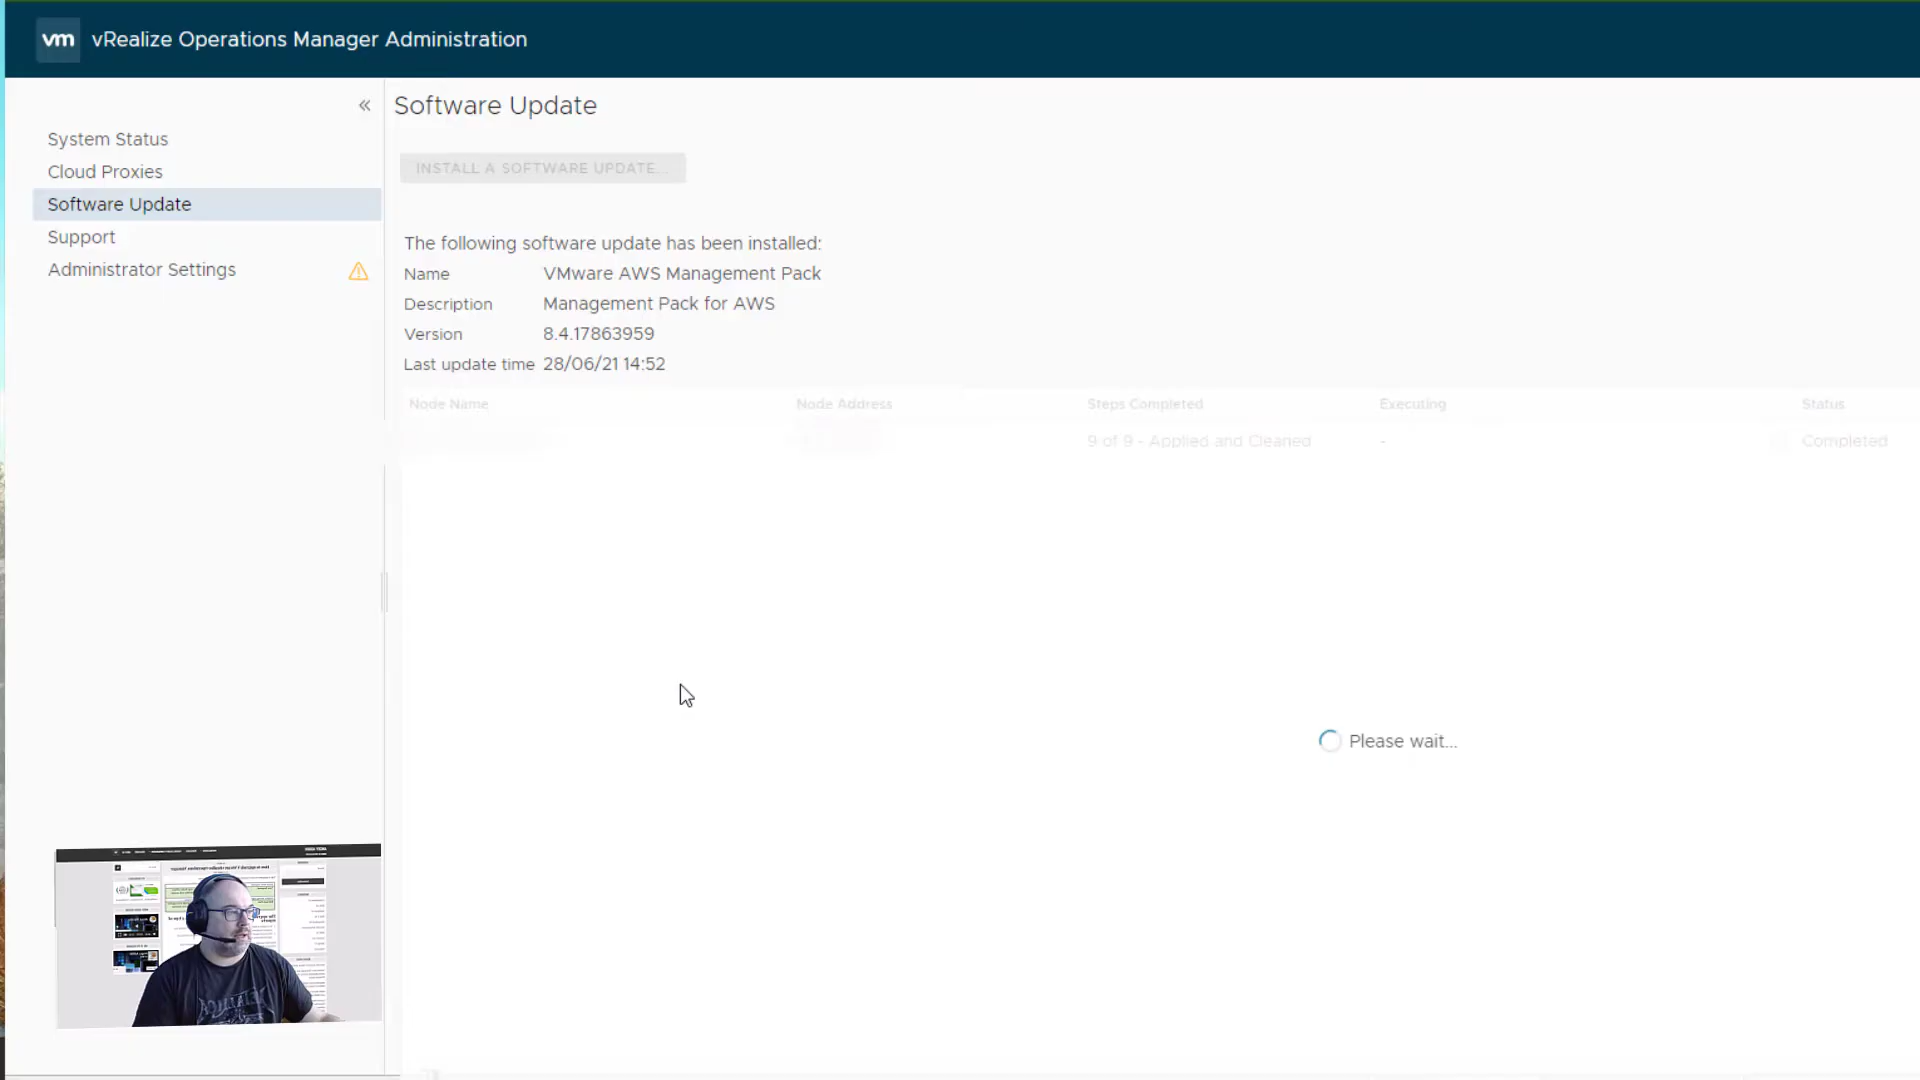 vm vRealize Operations Manager Administration
«
Software Update
System Status
Cloud Proxies
Software Update
Support
Administrator Settings
INSTALL A SOFTWARE UPDATE...
The following software update has been installed:
Name VMware AWS Management Pack
Description Management Pack for AWS
Version 8.4.17863959
Last update time 28/06/21 14:52
Node Name Node Address Steps Completed Executing Status
9 of 9 - Applied and Cleaned - Completed
Please wait...